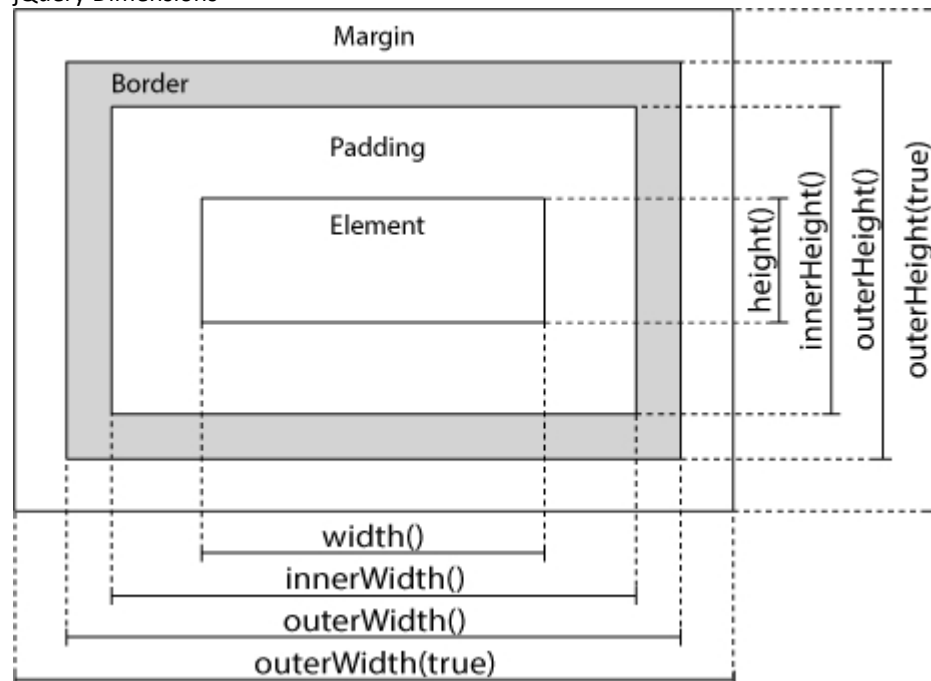 jQuery Dimensions
Margin
Border
Padding
Element
height()
innerHeight()
outerHeight()
outerHeight(true)
width()
innerWidth()
outerWidth()
outerWidth(true)